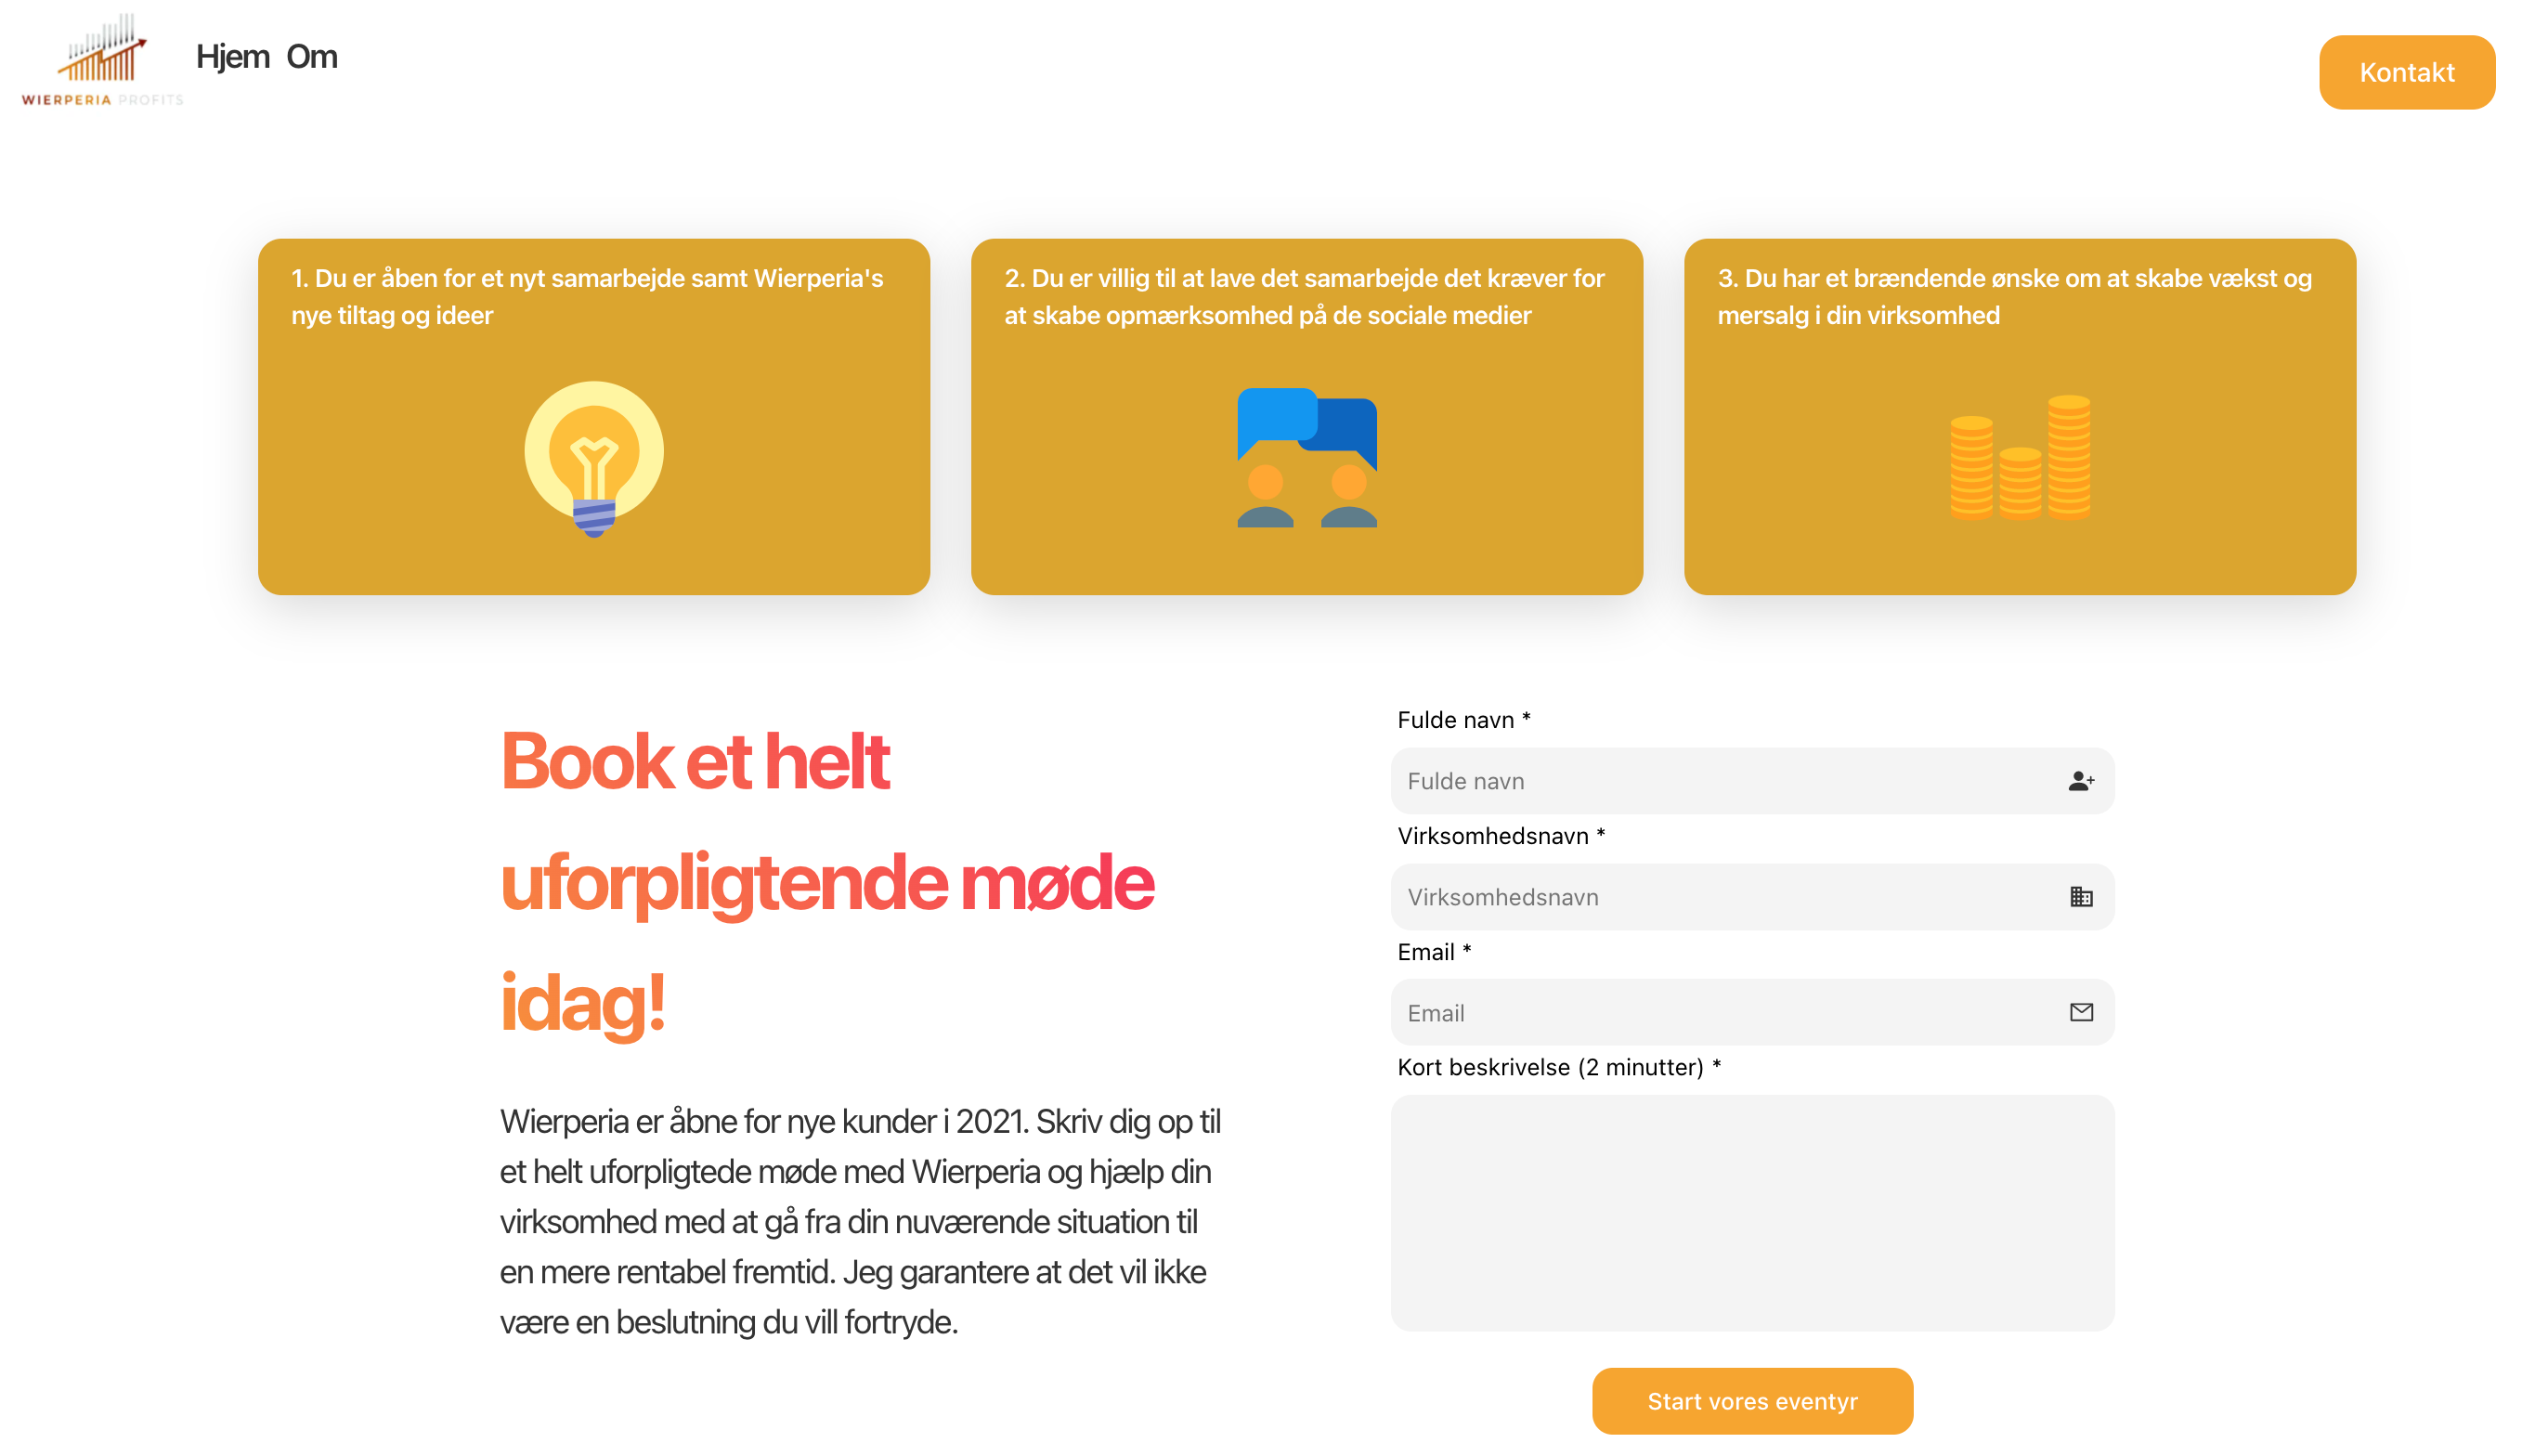 WIERPERIA PROFITS
Hjem Om
Kontakt
1. Du er åben for et nyt samarbejde samt Wierperia's
nye tiltag og ideer
2. Du er villig til at lave det samarbejde det kræver for
at skabe opmærksomhed på de sociale medier
3. Du har et brændende ønske om at skabe vækst og
mersalg i din virksomhed
Book et helt
uforpligtende møde
idag!
Wierperia er åbne for nye kunder i 2021. Skriv dig op til
et helt uforpligtede møde med Wierperia og hjælp din
virksomhed med at gå fra din nuværende situation til
en mere rentabel fremtid. Jeg garantere at det vil ikke
være en beslutning du vill fortryde.
Fulde navn *
Fulde navn
Virksomhedsnavn *
Virksomhedsnavn
Email *
Email
Kort beskrivelse (2 minutter) *
Start vores eventyr